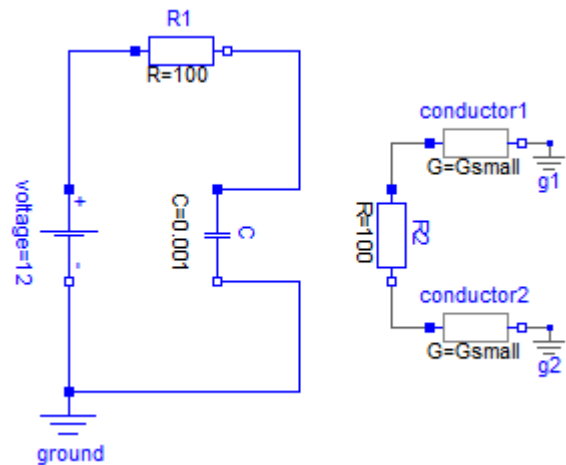 R1
R=100
voltage=12
+
-
C=0.001
C
ground
conductor1
G=Gsmall
g1
R=100
R2
conductor2
G=Gsmall
g2